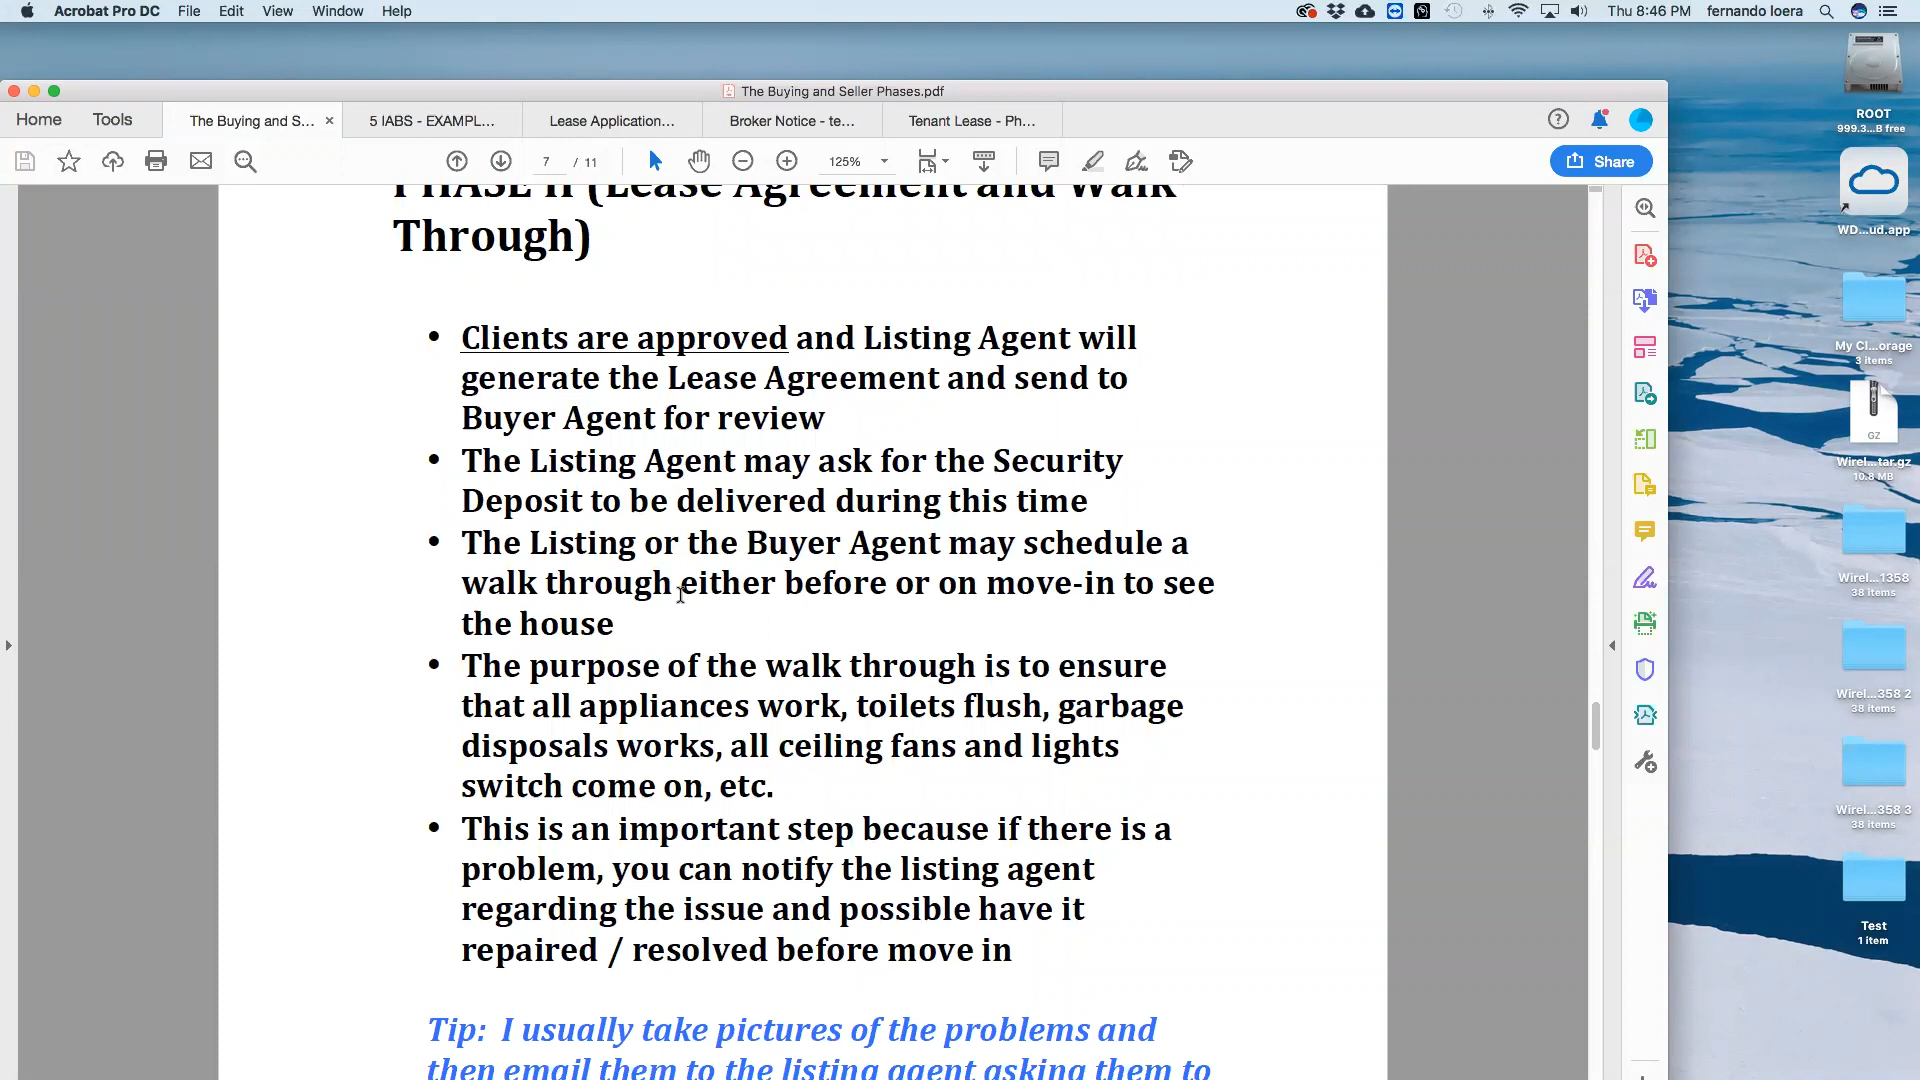 Acrobat Pro DC File Edit View Window Help
Thu 8:46 PM fernando loera
The Buying and Seller Phases.pdf
Home Tools The Buying and S... × 5 IABS - EXAMPL... Lease Application... Broker Notice - te... Tenant Lease - Ph...
7 / 11 125% Share
PHASE II (Lease Agreement and Walk
Through)
• Clients are approved and Listing Agent will
generate the Lease Agreement and send to
Buyer Agent for review
• The Listing Agent may ask for the Security
Deposit to be delivered during this time
• The Listing or the Buyer Agent may schedule a
walk through either before or on move-in to see
the house
• The purpose of the walk through is to ensure
that all appliances work, toilets flush, garbage
disposals works, all ceiling fans and lights
switch come on, etc.
• This is an important step because if there is a
problem, you can notify the listing agent
regarding the issue and possible have it
repaired / resolved before move in
Tip: I usually take pictures of the problems and
then email them to the listing agent asking them to
ROOT
999.3...B free
WD...ud.app
My Cl...orage
3 items
GZ
Wirel...tar.gz
10.8 MB
Wirel...1358
38 items
Wirel...358 2
38 items
Wirel...358 3
38 items
Test
1 item